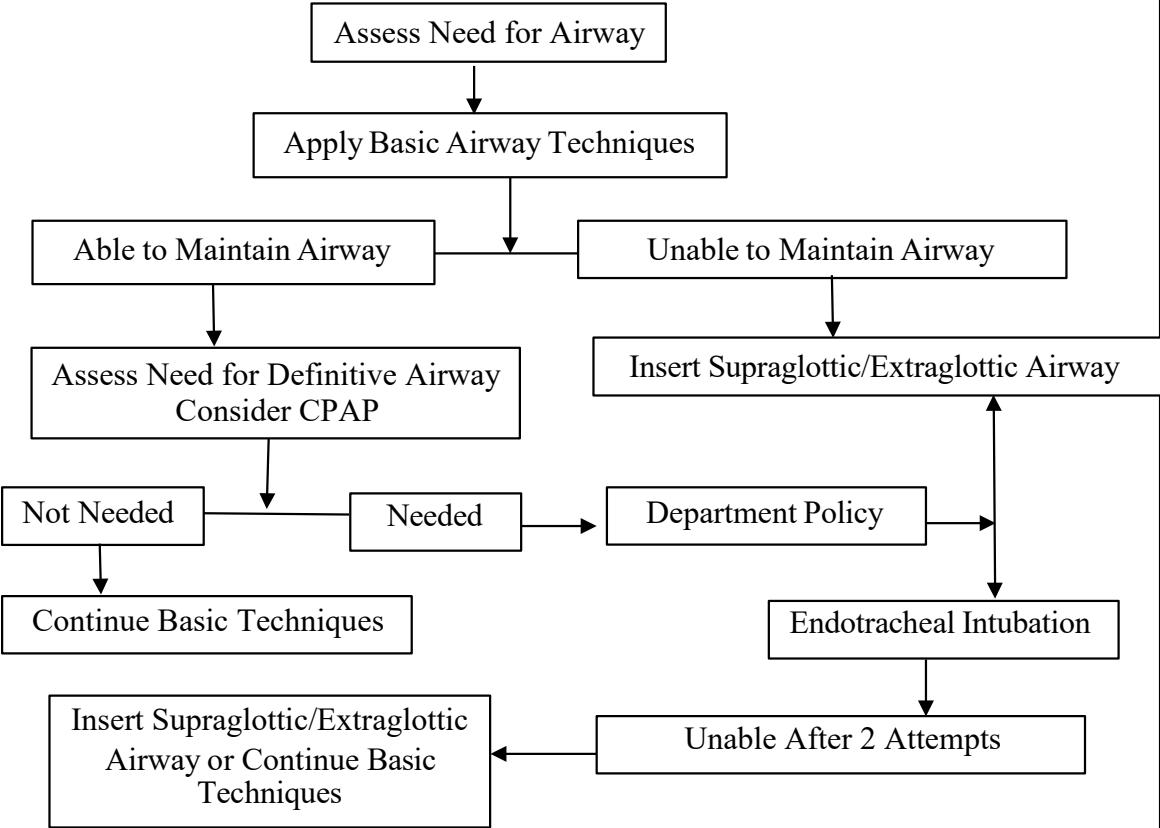 Assess Need for Airway
Apply Basic Airway Techniques
Able to Maintain Airway
Unable to Maintain Airway
Assess Need for Definitive Airway
Consider CPAP
Insert Supraglottic/Extraglottic Airway
Not Needed
Needed
Department Policy
Continue Basic Techniques
Endotracheal Intubation
Insert Supraglottic/Extraglottic
Airway or Continue Basic
Techniques
Unable After 2 Attempts